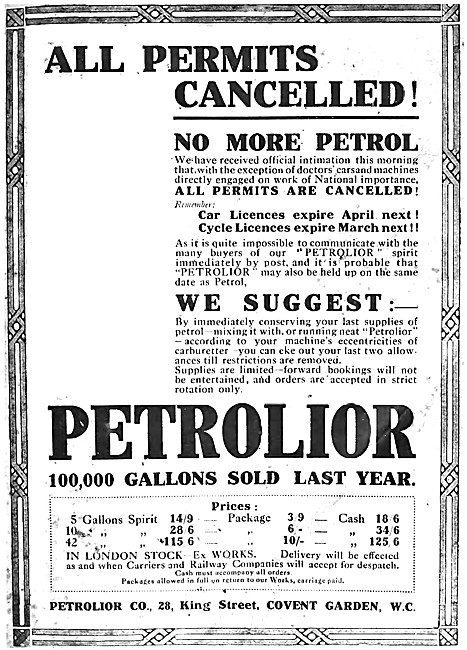 ALL PERMITS
CANCELLED!
NO MORE PETROL
We have received official intimation this morning
that, with the exception of doctors' cars and machines
directly engaged on work of National importance,
ALL PERMITS ARE CANCELLED!
Remember:
Car Licences expire April next!
Cycle Licences expire March next!!
As it is quite impossible to communicate with the
many buyers of our "PETROLIOR" spirit
immediately by post, and it is probable that
"PETROLIOR" may also be held up on the same
date as Petrol,
WE SUGGEST:—
By immediately conserving your last supplies of
petrol—mixing it with, or running neat "Petrolior"
—according to your machine's eccentricities of
carburetter—you can eke out your last two allow-
ances till restrictions are removed.
Supplies are limited—forward bookings will not
be entertained, and orders are accepted in strict
rotation only.
PETROLIOR
100,000 GALLONS SOLD LAST YEAR.
Prices:
5 Gallons Spirit 14/9 — Package 3/9 — Cash 18/6
10 „ „ 28/6 — „ 6/- — „ 34/6
42 „ „ 115/6 — „ 10/- — „ 125/6
IN LONDON STOCK—Ex WORKS. Delivery will be effected
as and when Carriers and Railway Companies will accept for despatch.
Cash must accompany all orders
Packages allowed in full on return to our Works, carriage paid.
PETROLIOR CO., 28, King Street, COVENT GARDEN, W.C.